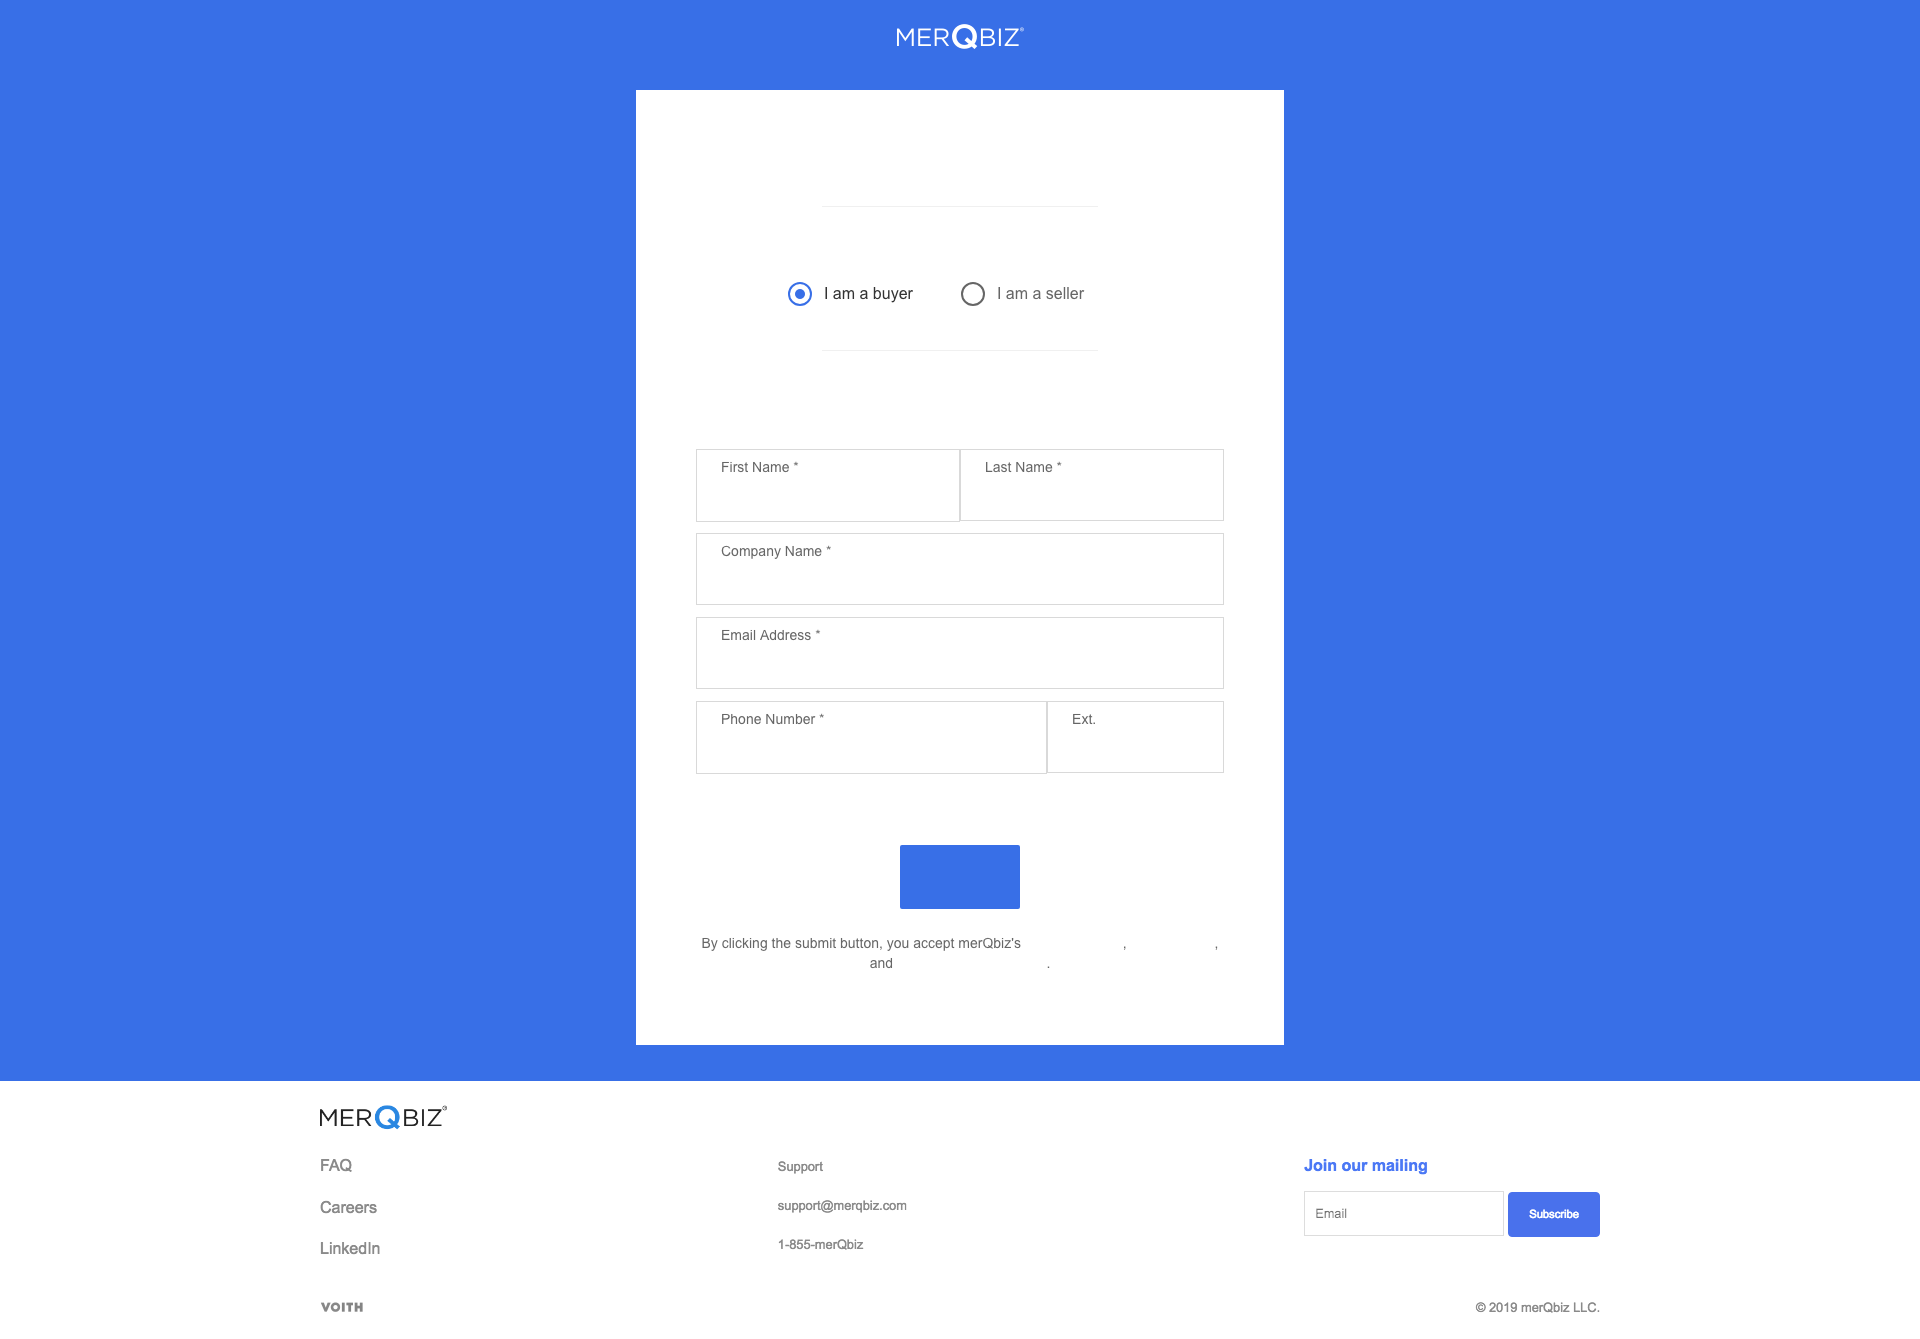 MERQBIZ®
I am a buyer
I am a seller
First Name *
Last Name *
Company Name *
Email Address *
Phone Number *
Ext.
By clicking the submit button, you accept merQbiz's , ,
and .
MERQBIZ®
FAQ
Careers
LinkedIn
Support
support@merqbiz.com
1-855-merQbiz
Join our mailing
Email
Subscribe
VOITH
© 2019 merQbiz LLC.